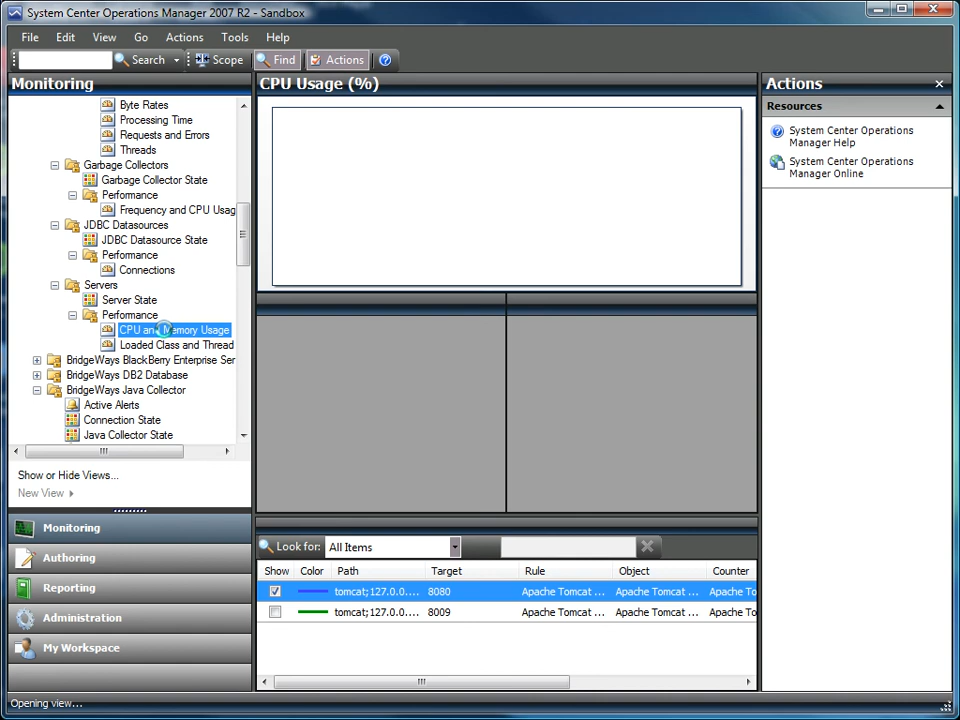 System Center Operations Manager 2007 R2 - Sandbox
File Edit View Go Actions Tools Help
Search Scope Find Actions
Monitoring
Byte Rates
Processing Time
Requests and Errors
Threads
Garbage Collectors
Garbage Collector State
Performance
Frequency and CPU Usag
JDBC Datasources
JDBC Datasource State
Performance
Connections
Servers
Server State
Performance
CPU an Memory Usage
Loaded Class and Thread
BridgeWays BlackBerry Enterprise Ser
BridgeWays DB2 Database
BridgeWays Java Collector
Active Alerts
Connection State
Java Collector State
Show or Hide Views...
New View
Monitoring
Authoring
Reporting
Administration
My Workspace
CPU Usage (%)
Look for: All Items
Show Color Path Target Rule Object Counter
tomcat;127.0.0.... 8080 Apache Tomcat ... Apache Tomcat ... Apache To
tomcat;127.0.0.... 8009 Apache Tomcat ... Apache Tomcat ... Apache To
Actions
Resources
System Center Operations
Manager Help
System Center Operations
Manager Online
Opening view...